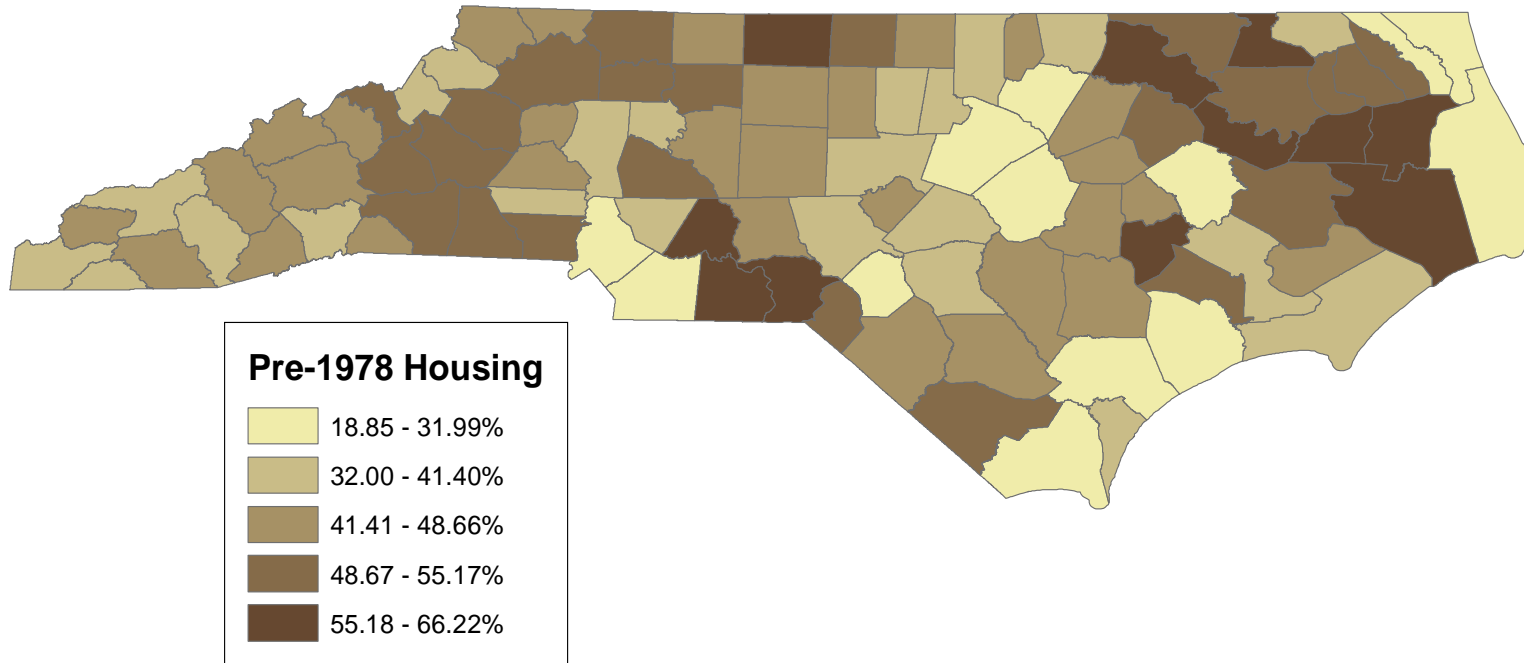 Pre-1978 Housing
18.85 - 31.99%
32.00 - 41.40%
41.41 - 48.66%
48.67 - 55.17%
55.18 - 66.22%